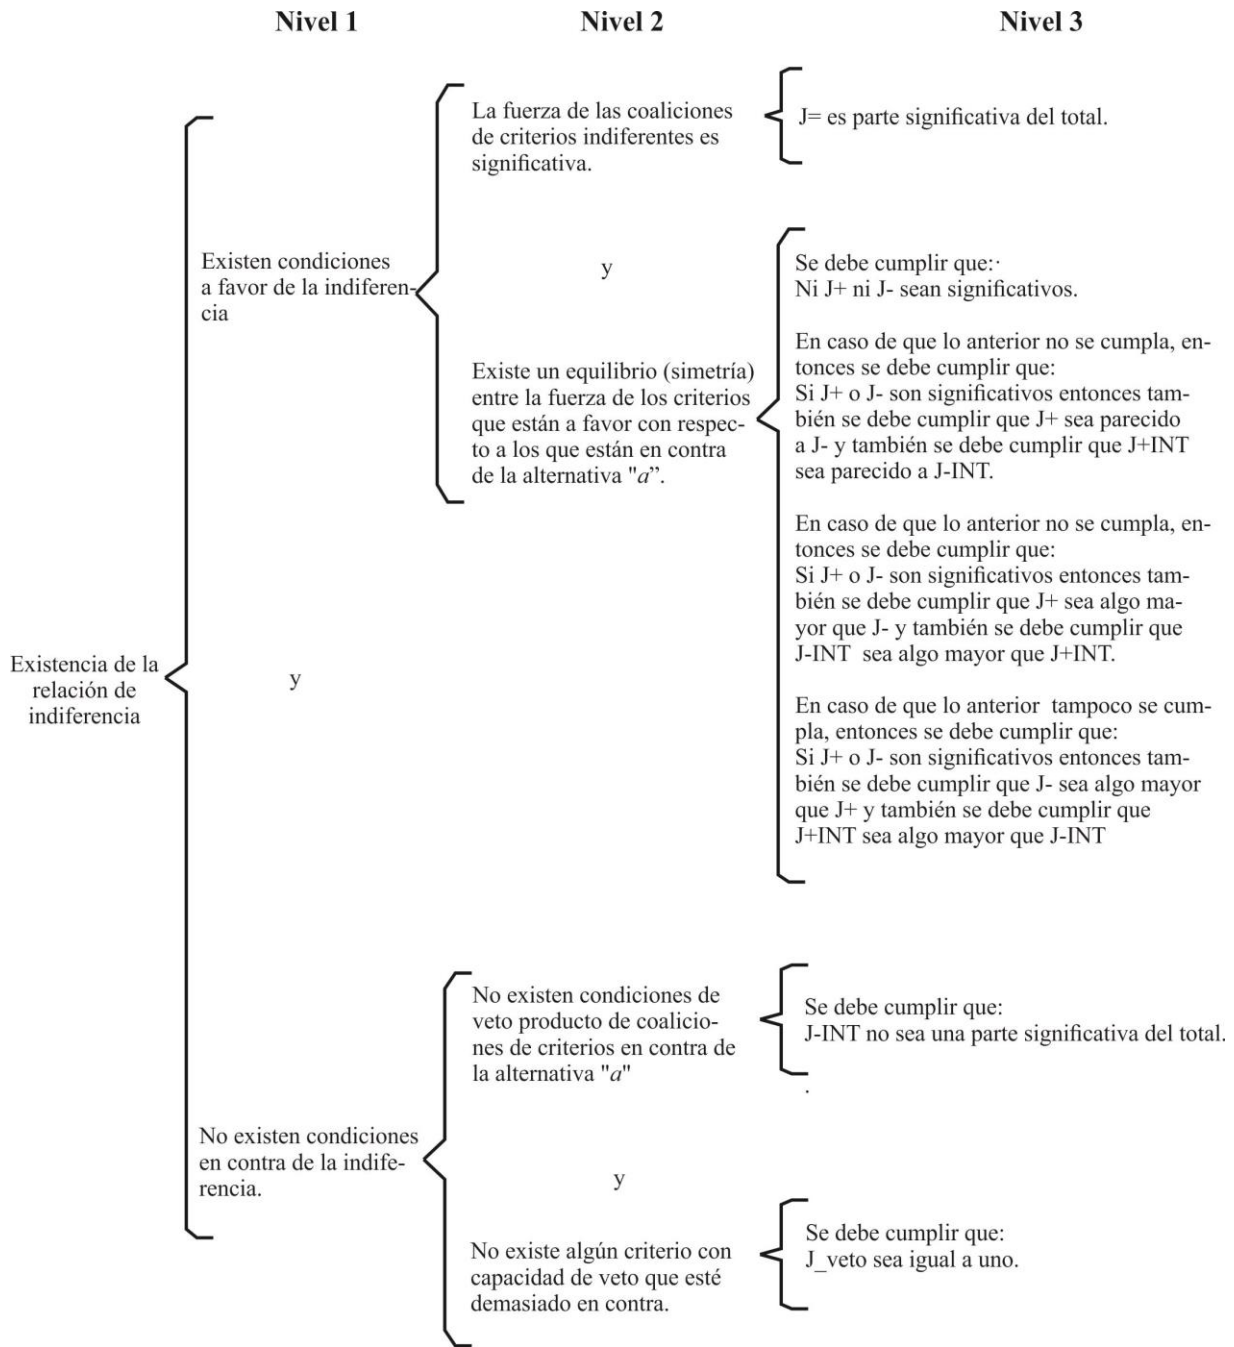 Nivel 1
Nivel 2
Nivel 3
Existencia de la
relación de
indiferencia
Existen condiciones
a favor de la indiferen-
cia
y
No existen condiciones
en contra de la indife-
rencia.
La fuerza de las coaliciones
de criterios indiferentes es
significativa.
y
Existe un equilibrio (simetría)
entre la fuerza de los criterios
que están a favor con respec-
to a los que están en contra
de la alternativa "a”.
J= es parte significativa del total.
Se debe cumplir que:·
Ni J+ ni J- sean significativos.
En caso de que lo anterior no se cumpla, en-
tonces se debe cumplir que:
Si J+ o J- son significativos entonces tam-
bién se debe cumplir que J+ sea parecido
a J- y también se debe cumplir que J+INT
sea parecido a J-INT.
En caso de que lo anterior no se cumpla, en-
tonces se debe cumplir que:
Si J+ o J- son significativos entonces tam-
bién se debe cumplir que J+ sea algo ma-
yor que J- y también se debe cumplir que
J-INT sea algo mayor que J+INT.
En caso de que lo anterior tampoco se cum-
pla, entonces se debe cumplir que:
Si J+ o J- son significativos entonces tam-
bién se debe cumplir que J- sea algo mayor
que J+ y también se debe cumplir que
J+INT sea algo mayor que J-INT
No existen condiciones de
veto producto de coalicio-
nes de criterios en contra de
la alternativa "a"
y
No existe algún criterio con
capacidad de veto que esté
demasiado en contra.
Se debe cumplir que:
J-INT no sea una parte significativa del total.
.
Se debe cumplir que:
J_veto sea igual a uno.